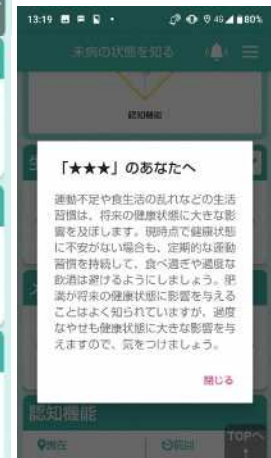 13:19
80%
未病の状態を知る
認知機能
「★★★」のあなたへ
運動不足や食生活の乱れなどの生活
習慣は、将来の健康状態に大きな影
響を及ぼします。現時点で健康状態
に不安がない場合も、定期的な運動
習慣を持続して、食べ過ぎや過度な
飲酒は避けるようにしましょう。肥
満が将来の健康状態に影響を与える
ことはよく知られていますが、過度
なやせも健康状態に大きな影響を与
えますので、気をつけましょう。
閉じる
認知機能
現在
前回
TOPへ